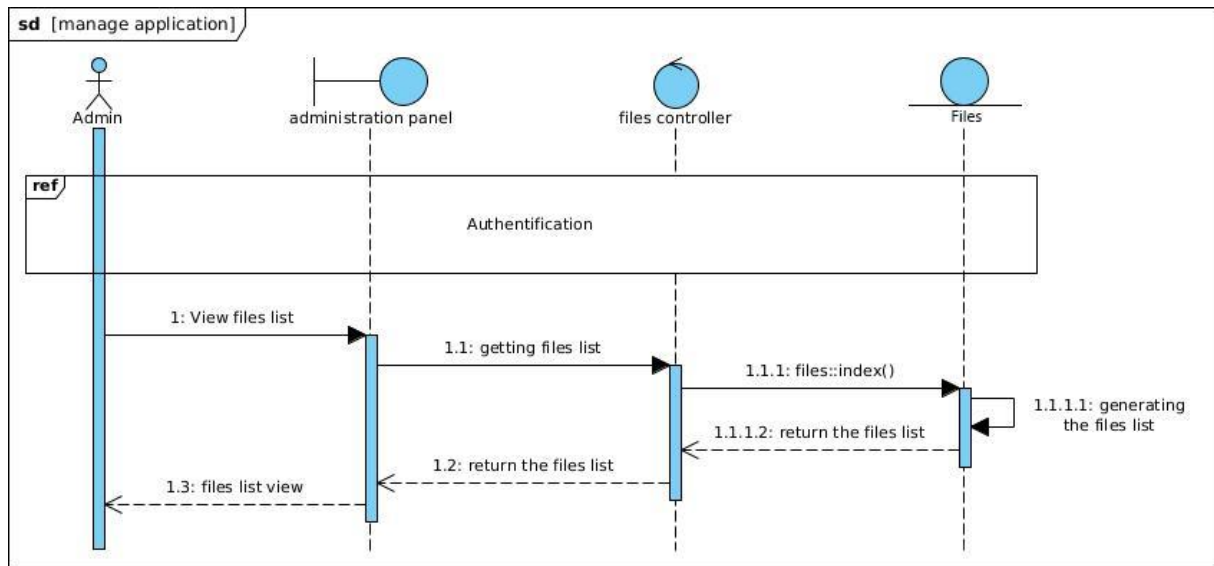 sd [manage application]
Admin
administration panel
files controller
Files
ref
Authentification
1: View files list
1.1: getting files list
1.1.1: files::index()
1.1.1.1: generating
the files list
1.1.1.2: return the files list
1.2: return the files list
1.3: files list view